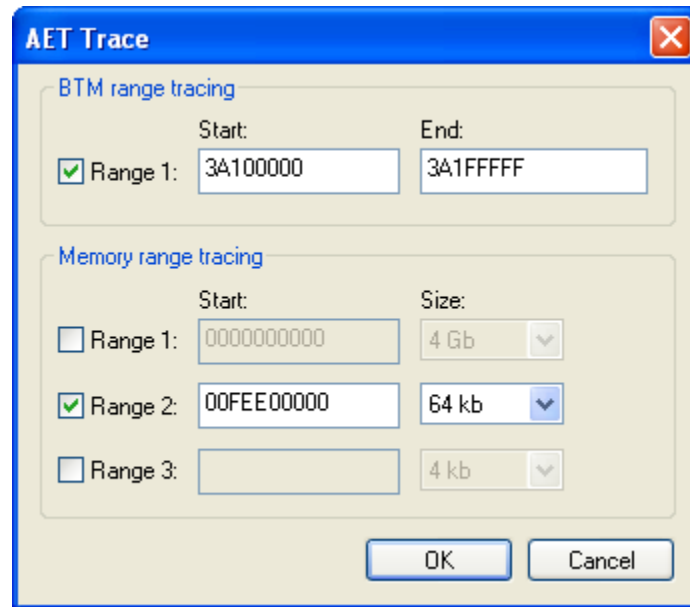 AET Trace
BTM range tracing
Start: End:
Range 1: 3A100000 3A1FFFFF
Memory range tracing
Start: Size:
Range 1: 0000000000 4 Gb
Range 2: 00FEE00000 64 kb
Range 3: 4 kb
OK Cancel